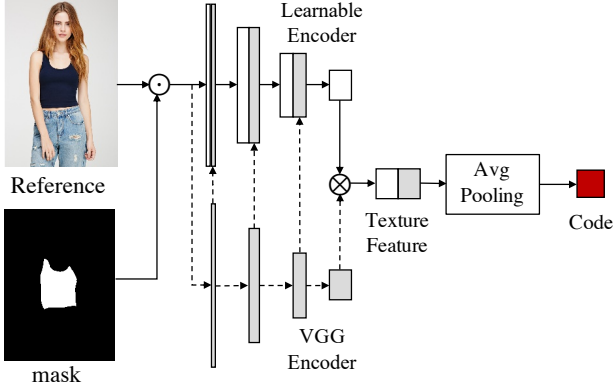 Learnable
Encoder
Reference
Avg
Pooling
Texture
Feature
Code
VGG
Encoder
mask